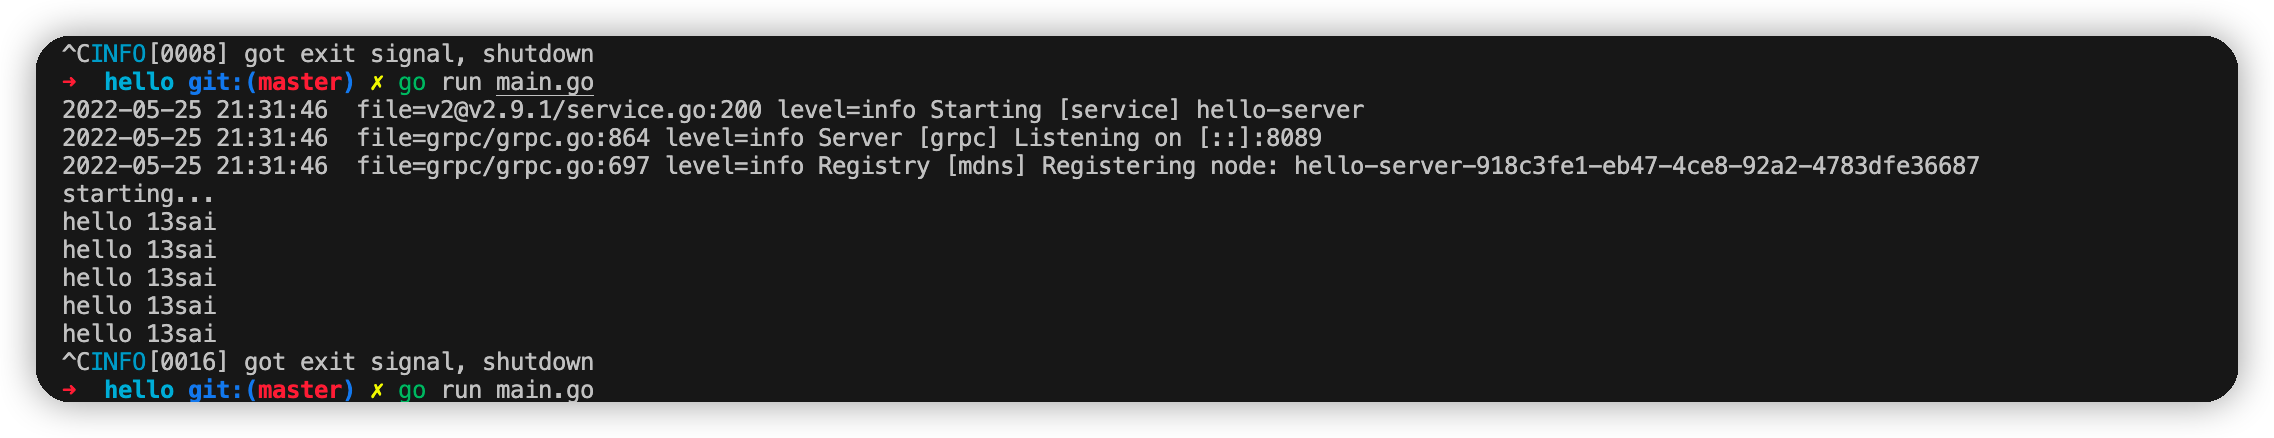 ^CINFO[0008] got exit signal, shutdown
➜  hello git:(master) ✗ go run main.go
2022-05-25 21:31:46  file=v2@v2.9.1/service.go:200 level=info Starting [service] hello-server
2022-05-25 21:31:46  file=grpc/grpc.go:864 level=info Server [grpc] Listening on [::]:8089
2022-05-25 21:31:46  file=grpc/grpc.go:697 level=info Registry [mdns] Registering node: hello-server-918c3fe1-eb47-4ce8-92a2-4783dfe36687
starting...
hello 13sai
hello 13sai
hello 13sai
hello 13sai
hello 13sai
^CINFO[0016] got exit signal, shutdown
➜  hello git:(master) ✗ go run main.go